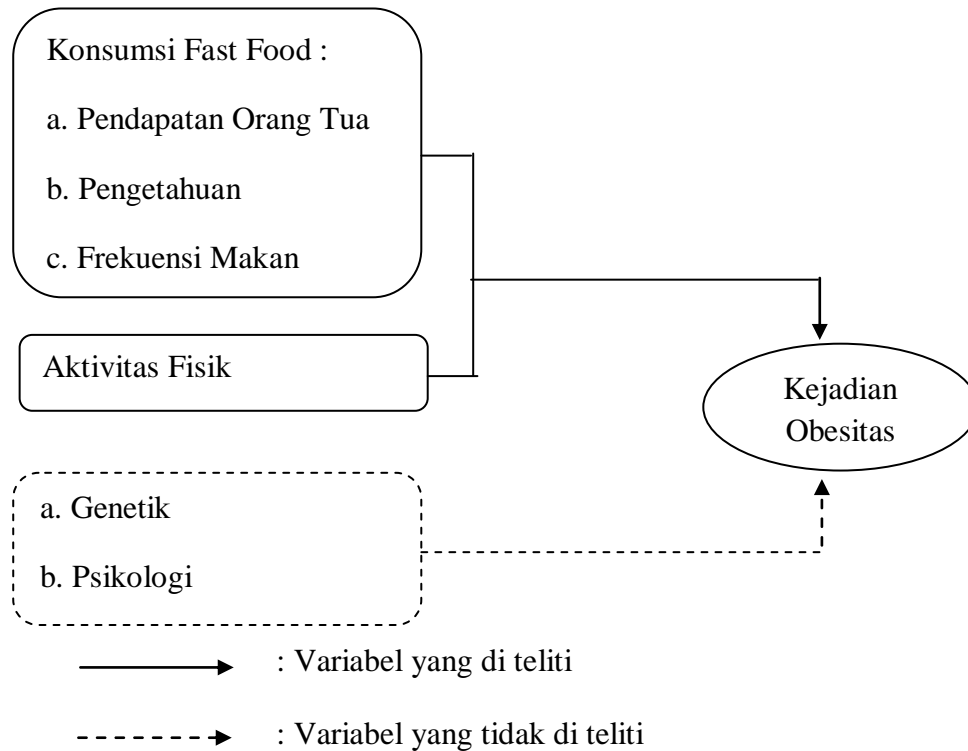 Konsumsi Fast Food :
a. Pendapatan Orang Tua
b. Pengetahuan
c. Frekuensi Makan
Aktivitas Fisik
Kejadian
Obesitas
a. Genetik
b. Psikologi
: Variabel yang di teliti
: Variabel yang tidak di teliti